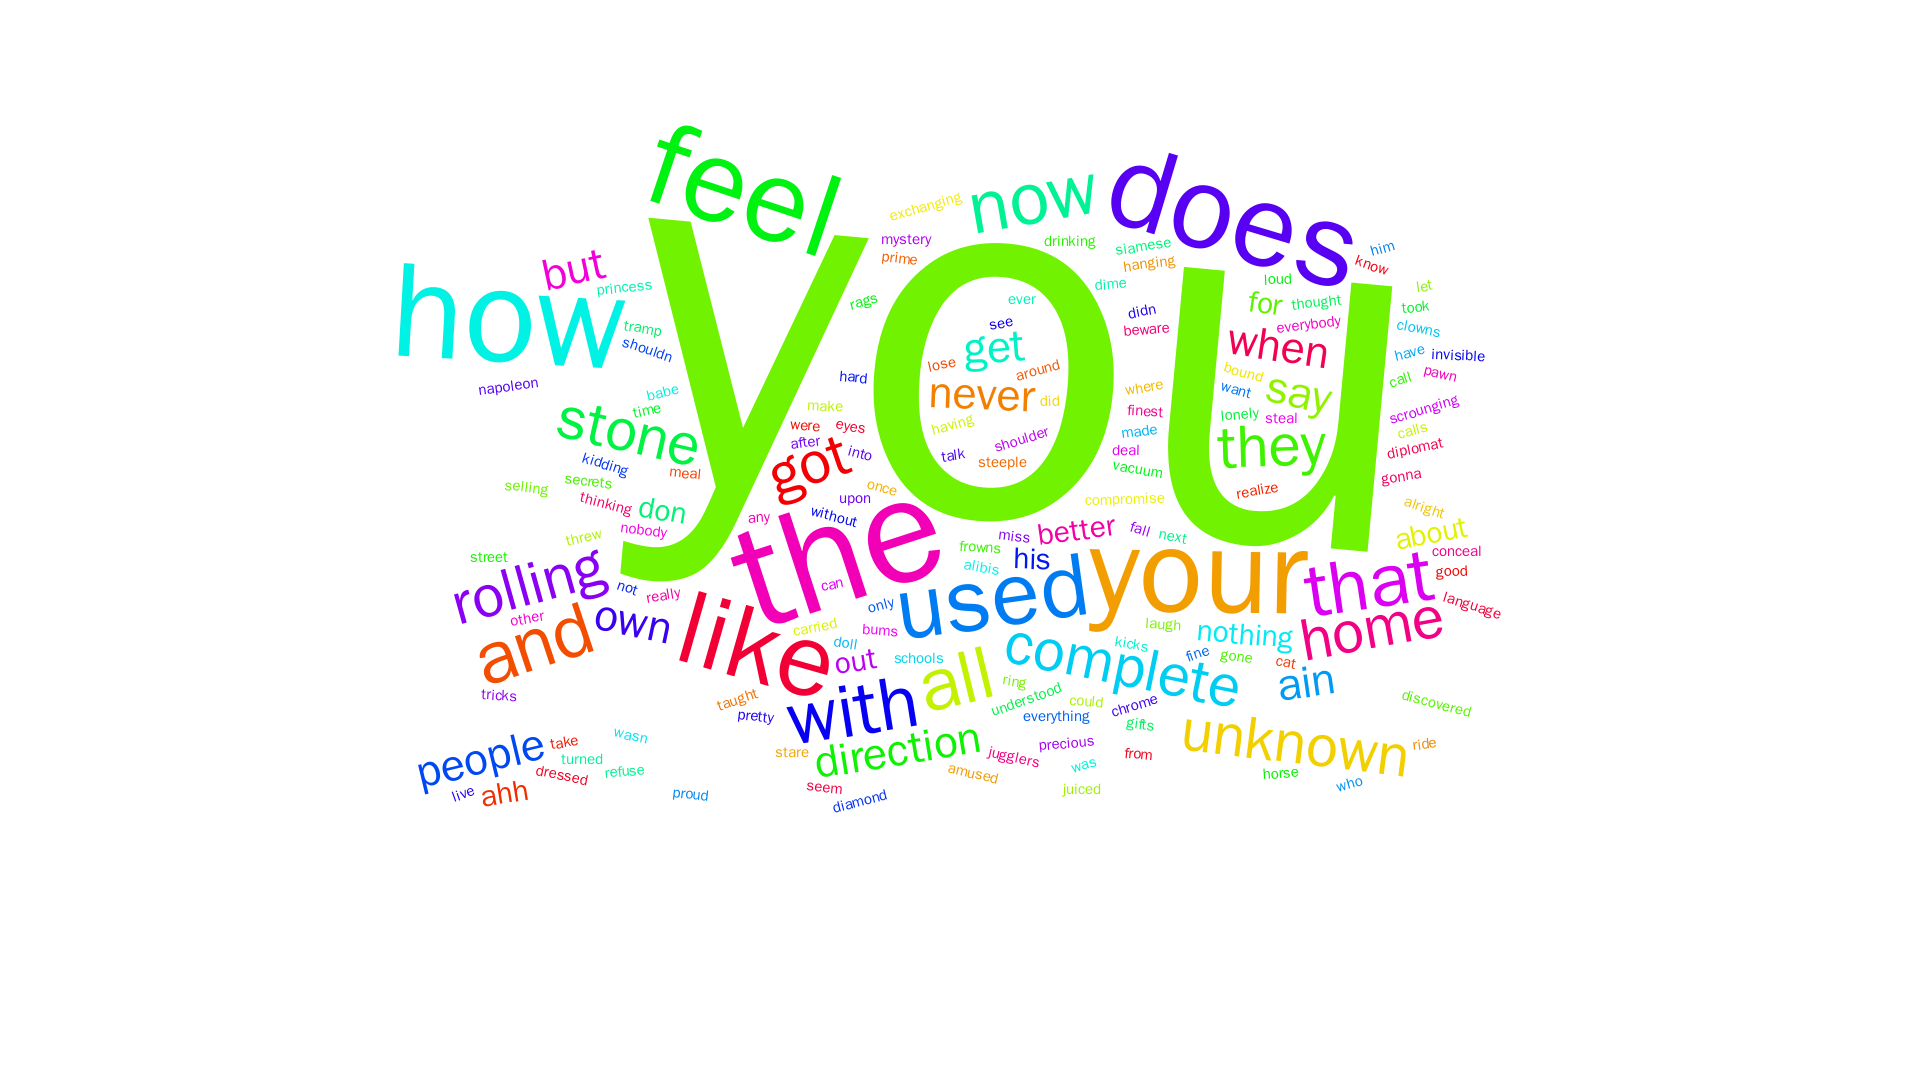 feel
does
now
exchanging
mystery
drinking
siamese
him
how
but
princess
prime
hanging
know
you
rags
ever
dime
loud
let
tramp
see
didn
for
thought
took
shouldn
get
beware
everybody
clowns
napoleon
babe
hard
lose
around
when
have
invisible
stone
time
make
never
did
where
bound
want
say
call
pawn
were
eyes
having
shoulder
finest
made
lonely
steal
scrounging
calls
kidding
meal
after
got
into
talk
steeple
deal
vacuum
they
diplomat
selling
secrets
thinking
don
once
upon
compromise
realize
gonna
alright
nobody
any
without
the
miss
better
fall
next
about
street
threw
frowns
alibis
his
conceal
rolling
not
really
can
only
used
your
that
good
language
other
own
like
carried
bums
laugh
nothing
home
and
doll
out
schools
complete
kicks
fine
gone
cat
ain
tricks
taught
pretty
with
all
ring
understood
could
chrome
everything
gifts
discovered
people
take
wasn
turned
stare
direction
jugglers
precious
was
from
unknown
ride
live
ahh
dressed
refuse
proud
seem
diamond
amused
juiced
horse
who